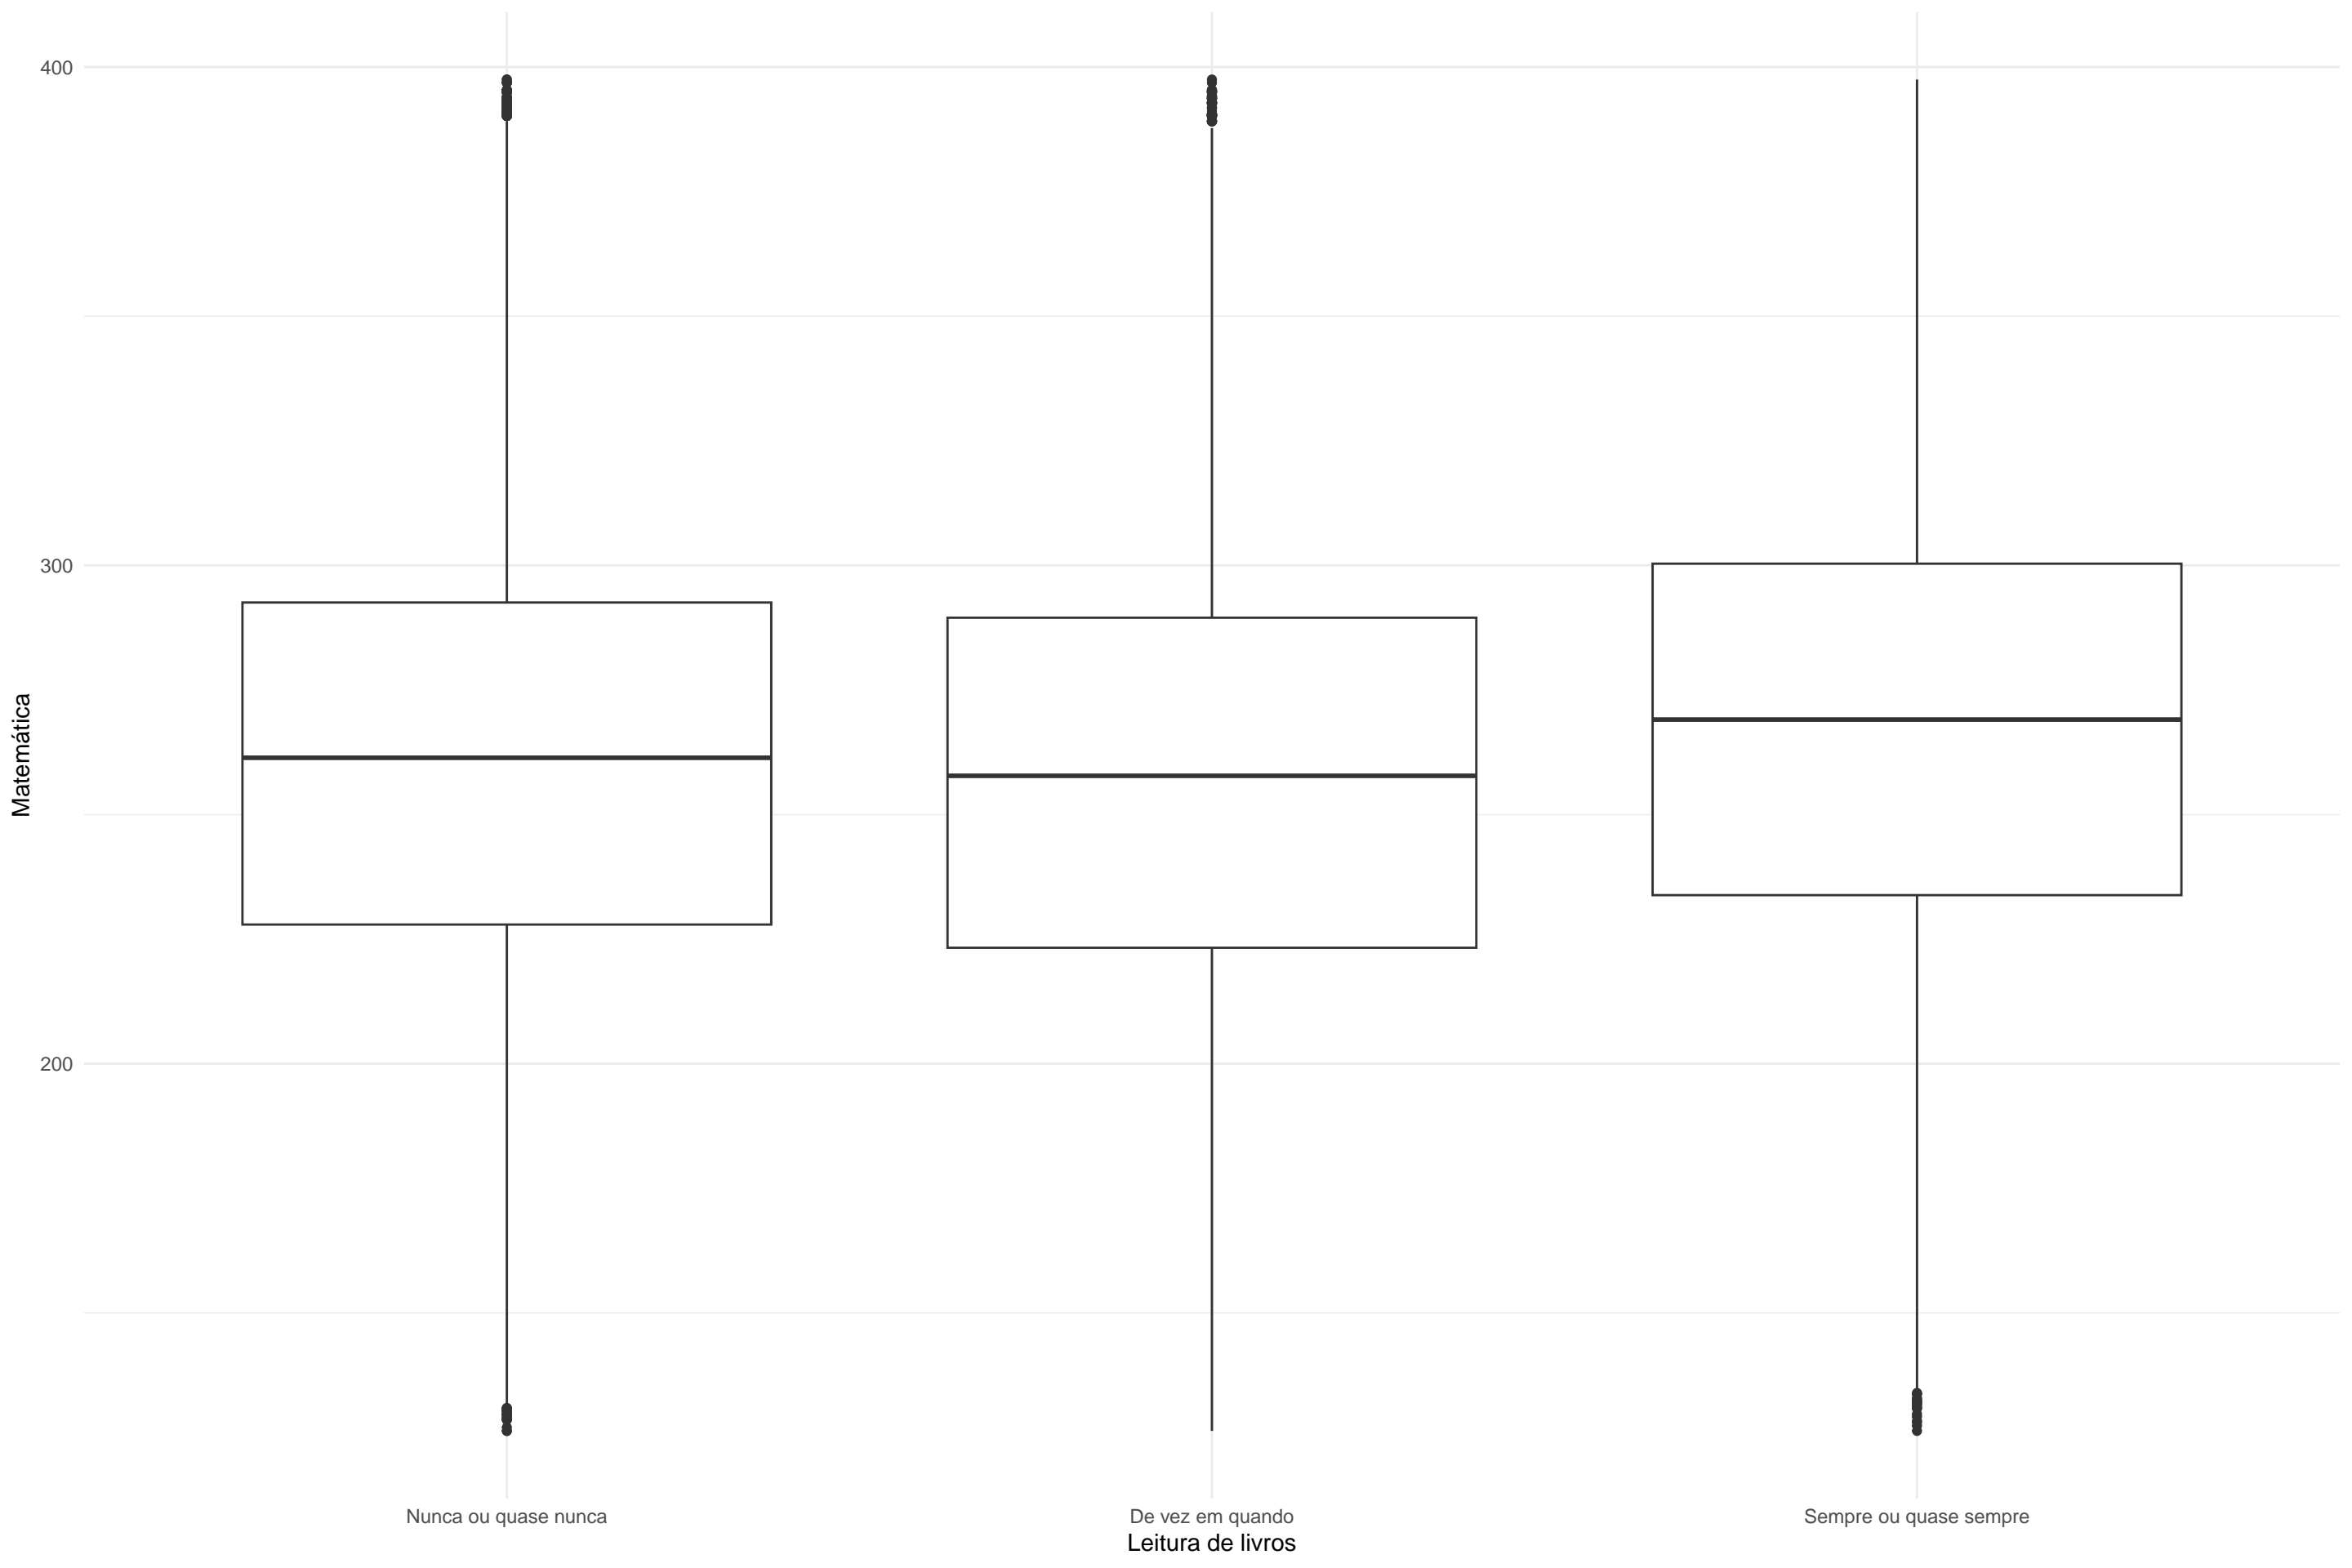 400
300
200
Matemática
Nunca ou quase nunca
De vez em quando
Sempre ou quase sempre
Leitura de livros